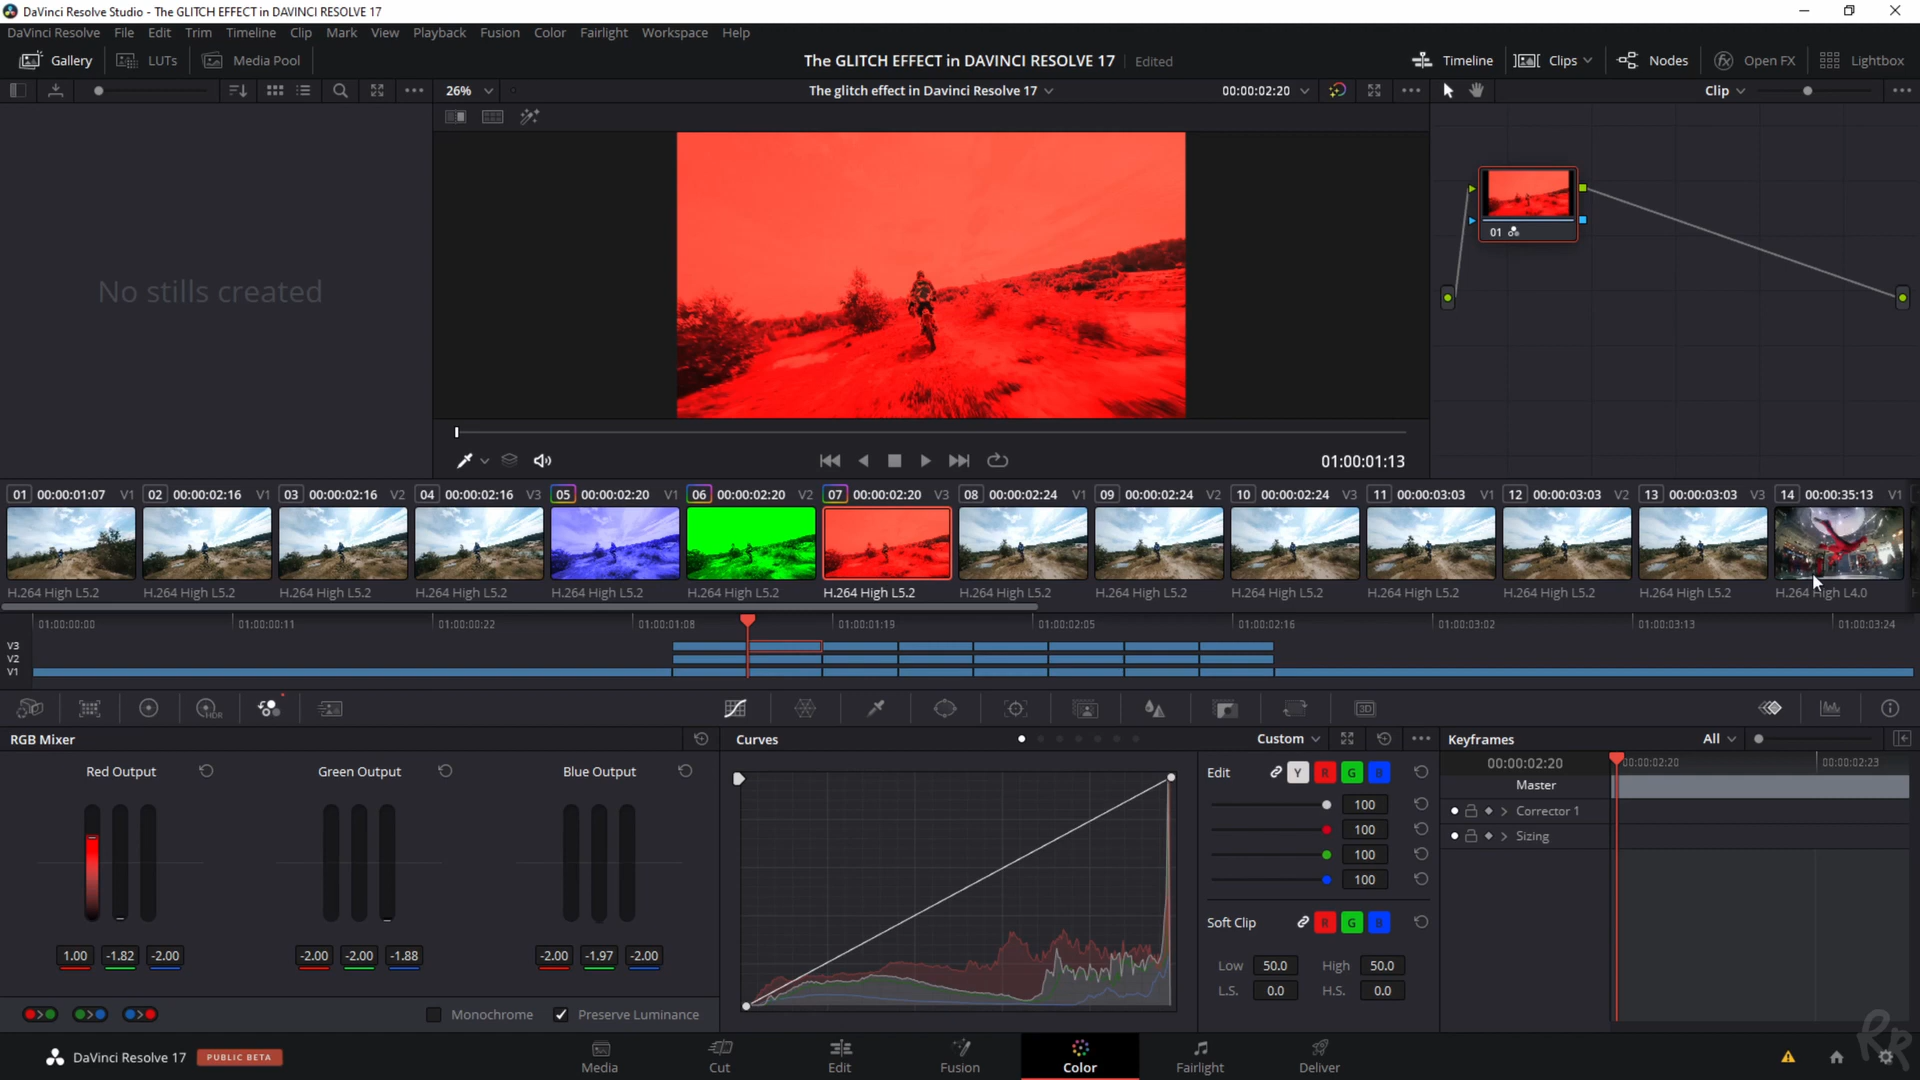 DaVinci Resolve Studio - The GLITCH EFFECT in DAVINCI RESOLVE 17
DaVinci Resolve File Edit Trim Timeline Clip Mark View Playback Fusion Color Fairlight Workspace Help
Gallery LUTs Media Pool The GLITCH EFFECT in DAVINCI RESOLVE 17 Edited Timeline Clips Nodes fx Open FX Lightbox
26% The glitch effect in Davinci Resolve 17 00:00:02:20 Clip
No stills created
01
01:00:01:13
01 00:00:01:07 V1 02 00:00:02:16 V1 03 00:00:02:16 V2 04 00:00:02:16 V3 05 00:00:02:20 V1 06 00:00:02:20 V2 07 00:00:02:20 V3 08 00:00:02:24 V1 09 00:00:02:24 V2 10 00:00:02:24 V3 11 00:00:03:03 V1 12 00:00:03:03 V2 13 00:00:03:03 V3 14 00:00:35:13 V1
H.264 High L5.2 H.264 High L5.2 H.264 High L5.2 H.264 High L5.2 H.264 High L5.2 H.264 High L5.2 H.264 High L5.2 H.264 High L5.2 H.264 High L5.2 H.264 High L5.2 H.264 High L5.2 H.264 High L5.2 H.264 High L5.2 H.264 High L4.0
01:00:00:00 01:00:00:11 01:00:00:22 01:00:01:08 01:00:01:19 01:00:02:05 01:00:02:16 01:00:03:02 01:00:03:13 01:00:03:24
V3
V2
V1
HDR 3D
RGB Mixer Curves Custom Keyframes All
Red Output Green Output Blue Output Edit Y R G B 00:00:02:20 00:00:02:20 00:00:02:23
Master
100 Corrector 1
100 Sizing
100
100
Soft Clip R G B
1.00 -1.82 -2.00 -2.00 -2.00 -1.88 -2.00 -1.97 -2.00 Low 50.0 High 50.0
L.S. 0.0 H.S. 0.0
Monochrome Preserve Luminance
DaVinci Resolve 17 PUBLIC BETA Media Cut Edit Fusion Color Fairlight Deliver
RR